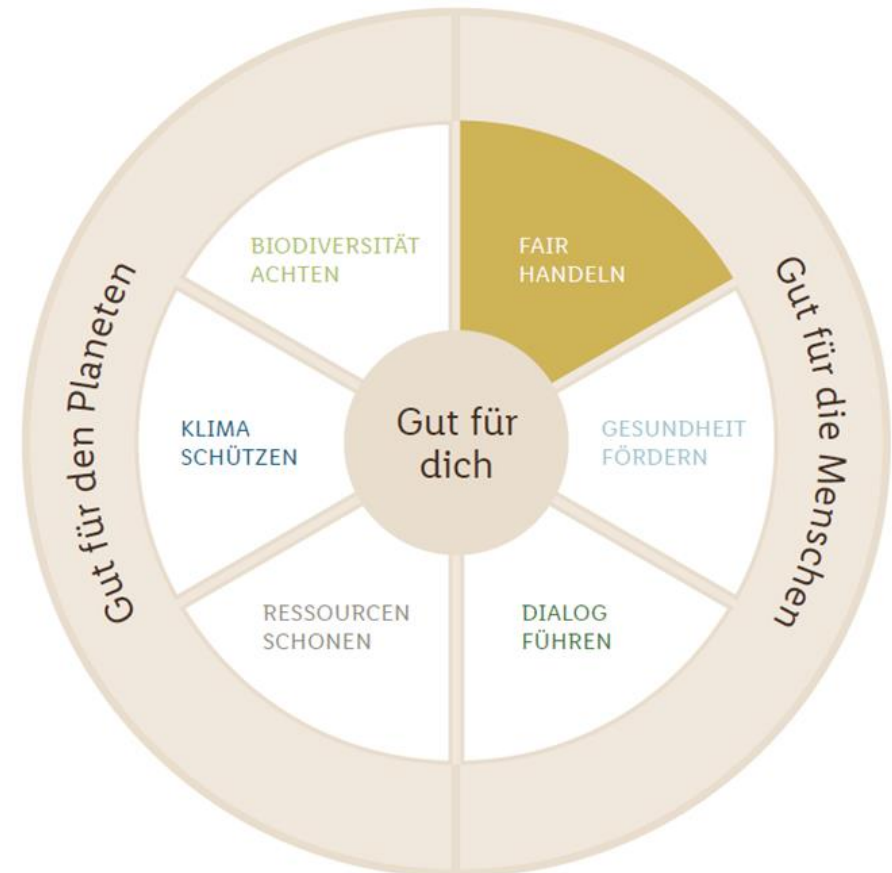 BIODIVERSITÄT
ACHTEN
FAIR
HANDELN
Gut für den Planeten
Gut für die Menschen
KLIMA
SCHÜTZEN
Gut für
dich
GESUNDHEIT
FÖRDERN
RESSOURCEN
SCHONEN
DIALOG
FÜHREN